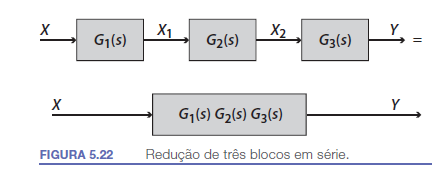 X G₁(s) X₁ G₂(s) X₂ G₃(s) Y =
X G₁(s) G₂(s) G₃(s) Y
FIGURA 5.22 Redução de três blocos em série.